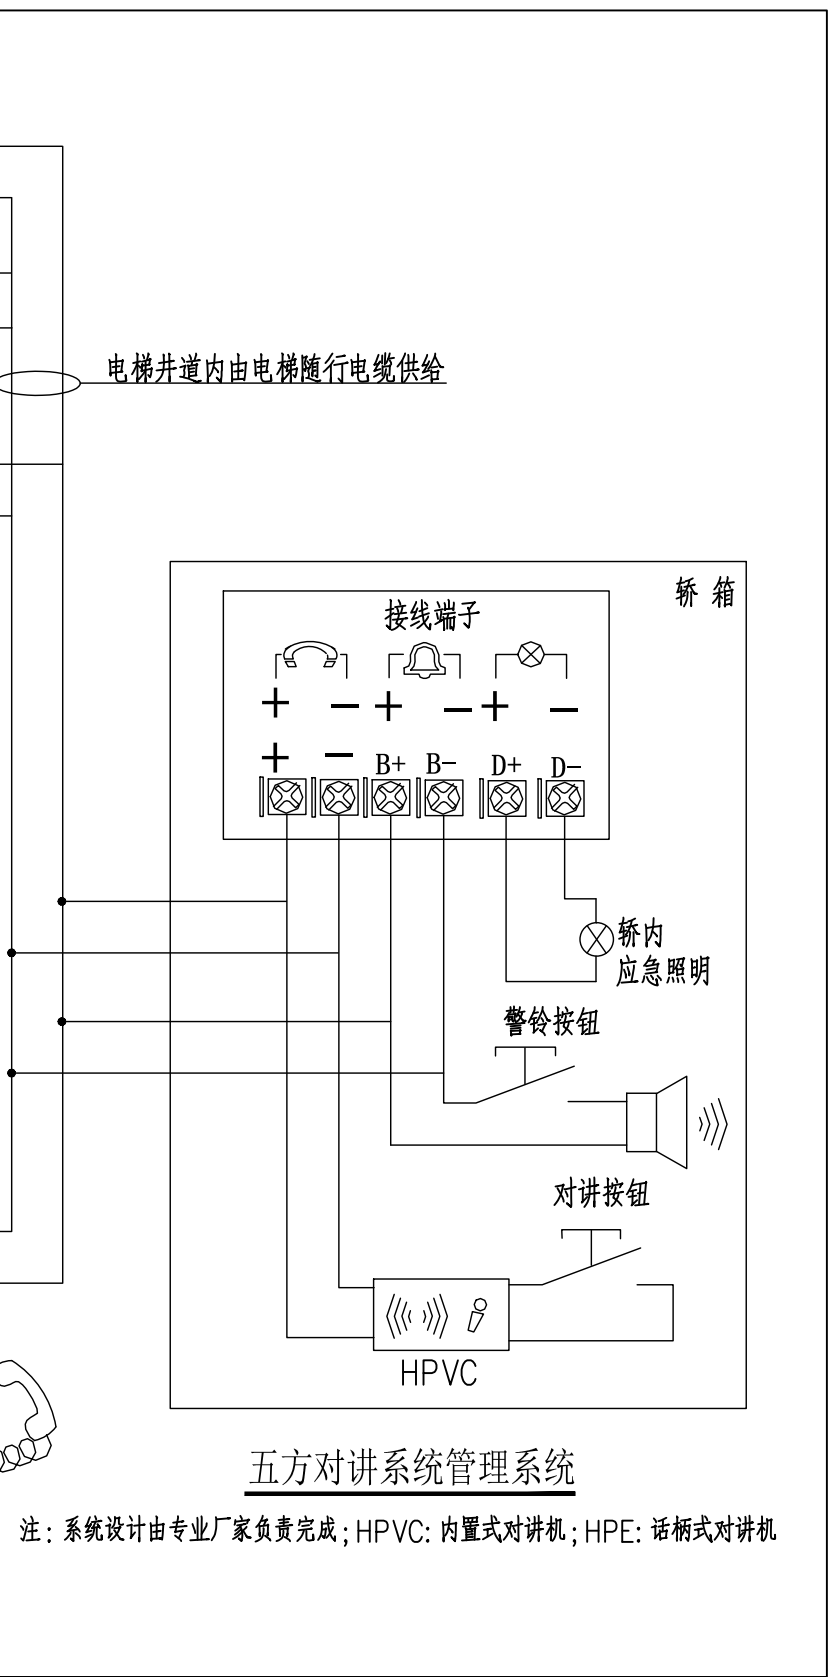 电梯井道内由电梯随行电缆供给
轿 箱
接线端子
+ − + − + −
+ − B+ B− D+ D−
轿内
应急照明
警铃按钮
对讲按钮
HPVC
五方对讲系统管理系统
注: 系统设计由专业厂家负责完成; HPVC: 内置式对讲机; HPE: 话柄式对讲机